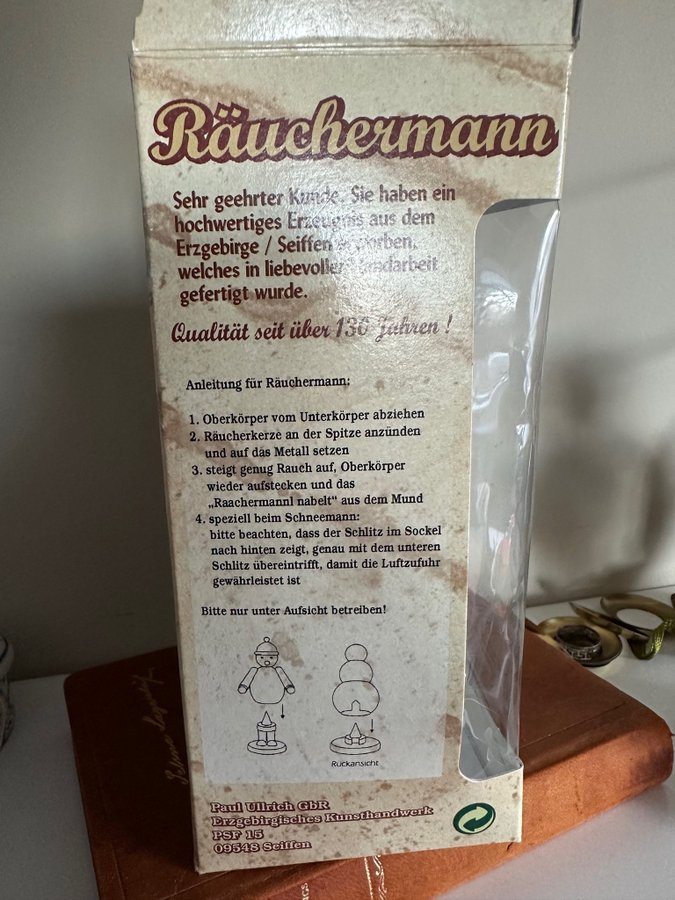 Räuchermann
Sehr geehrter Kunde. Sie haben ein
hochwertiges Erzeugnis aus dem
Erzgebirge / Seiffen erworben,
welches in liebevoller Handarbeit
gefertigt wurde.
Qualität seit über 130 Jahren !
Anleitung für Räuchermann:
1. Oberkörper vom Unterkörper abziehen
2. Räucherkerze an der Spitze anzünden
und auf das Metall setzen
3. steigt genug Rauch auf, Oberkörper
wieder aufstecken und das
„Raachermannl nabelt“ aus dem Mund
4. speziell beim Schneemann:
bitte beachten, dass der Schlitz im Sockel
nach hinten zeigt, genau mit dem unteren
Schlitz übereintrifft, damit die Luftzufuhr
gewährleistet ist
Bitte nur unter Aufsicht betreiben!
Rückansicht
Paul Ullrich GbR
Erzgebirgisches Kunsthandwerk
PSF 15
09548 Seiffen